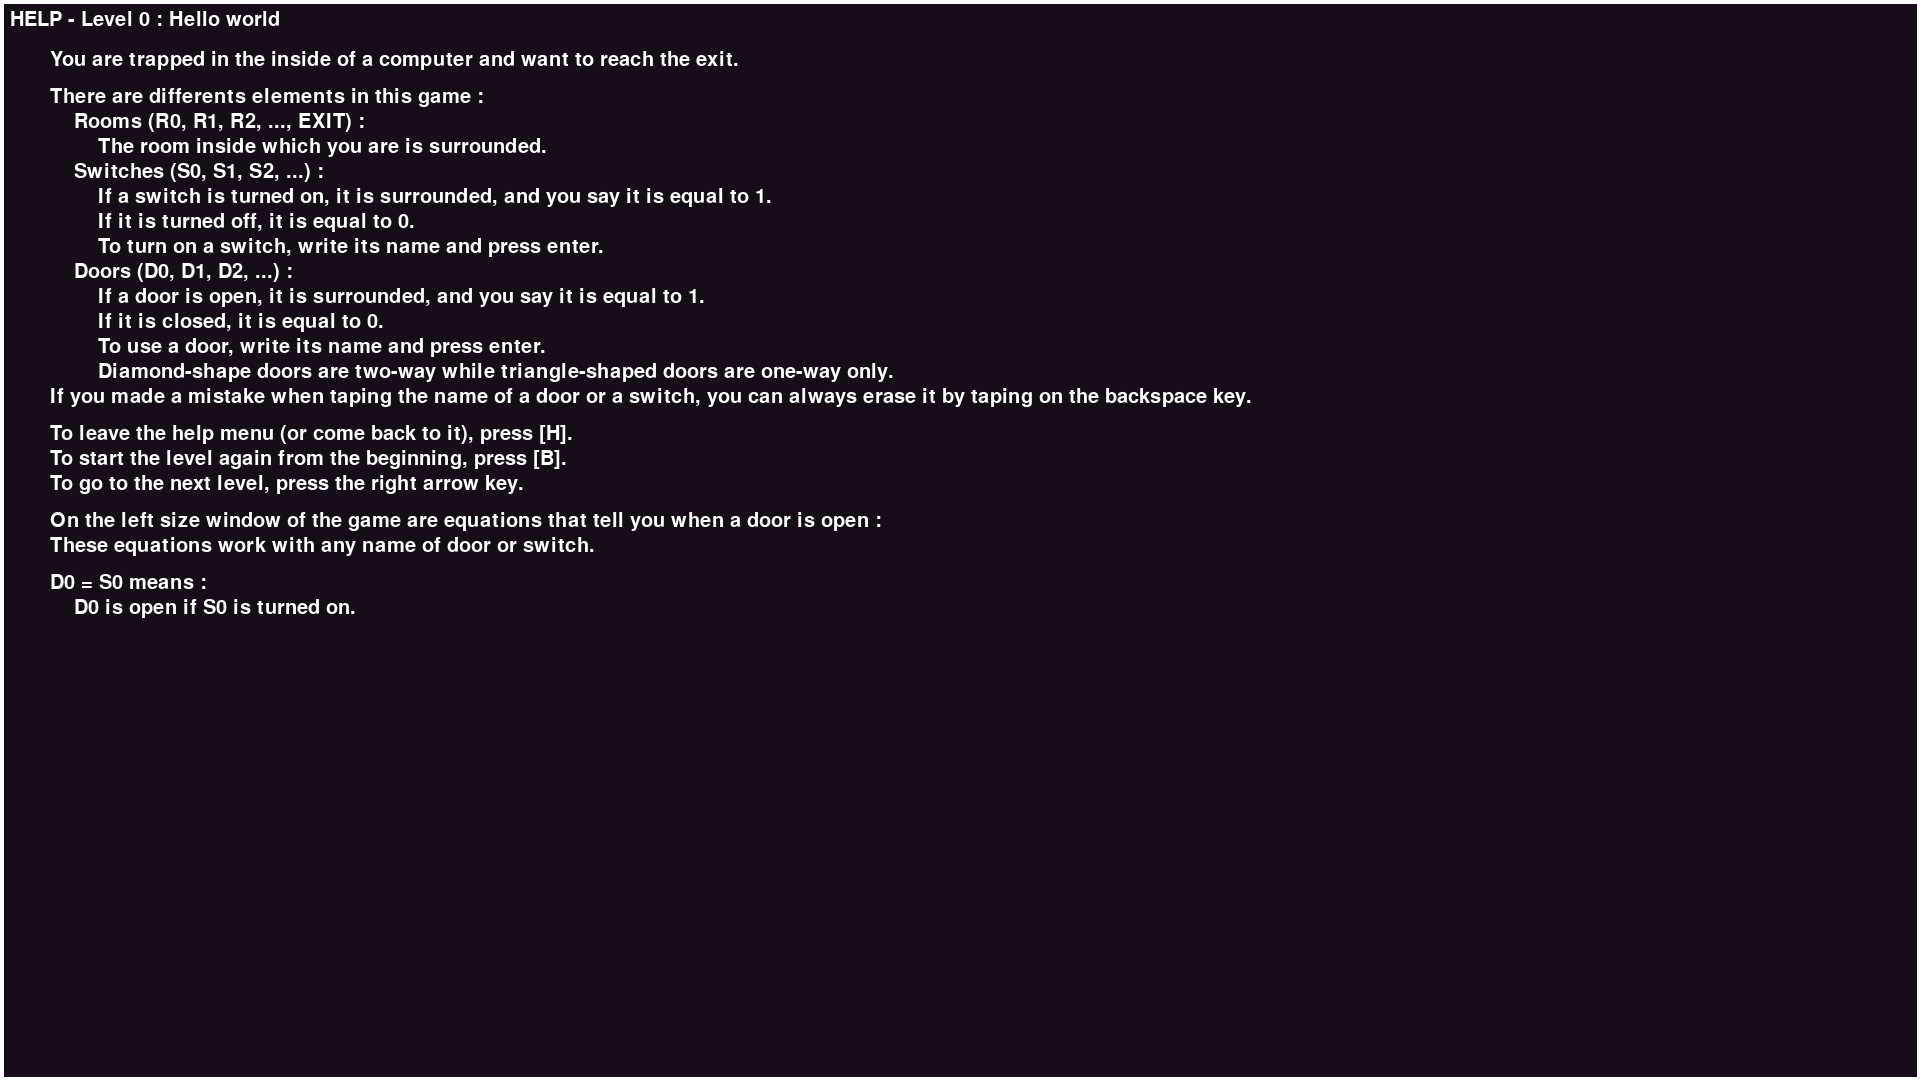 HELP - Level 0 : Hello world
You are trapped in the inside of a computer and want to reach the exit.
There are differents elements in this game :
Rooms (R0, R1, R2, ..., EXIT) :
The room inside which you are is surrounded.
Switches (S0, S1, S2, ...) :
If a switch is turned on, it is surrounded, and you say it is equal to 1.
If it is turned off, it is equal to 0.
To turn on a switch, write its name and press enter.
Doors (D0, D1, D2, ...) :
If a door is open, it is surrounded, and you say it is equal to 1.
If it is closed, it is equal to 0.
To use a door, write its name and press enter.
Diamond-shape doors are two-way while triangle-shaped doors are one-way only.
If you made a mistake when taping the name of a door or a switch, you can always erase it by taping on the backspace key.
To leave the help menu (or come back to it), press [H].
To start the level again from the beginning, press [B].
To go to the next level, press the right arrow key.
On the left size window of the game are equations that tell you when a door is open :
These equations work with any name of door or switch.
D0 = S0 means :
D0 is open if S0 is turned on.